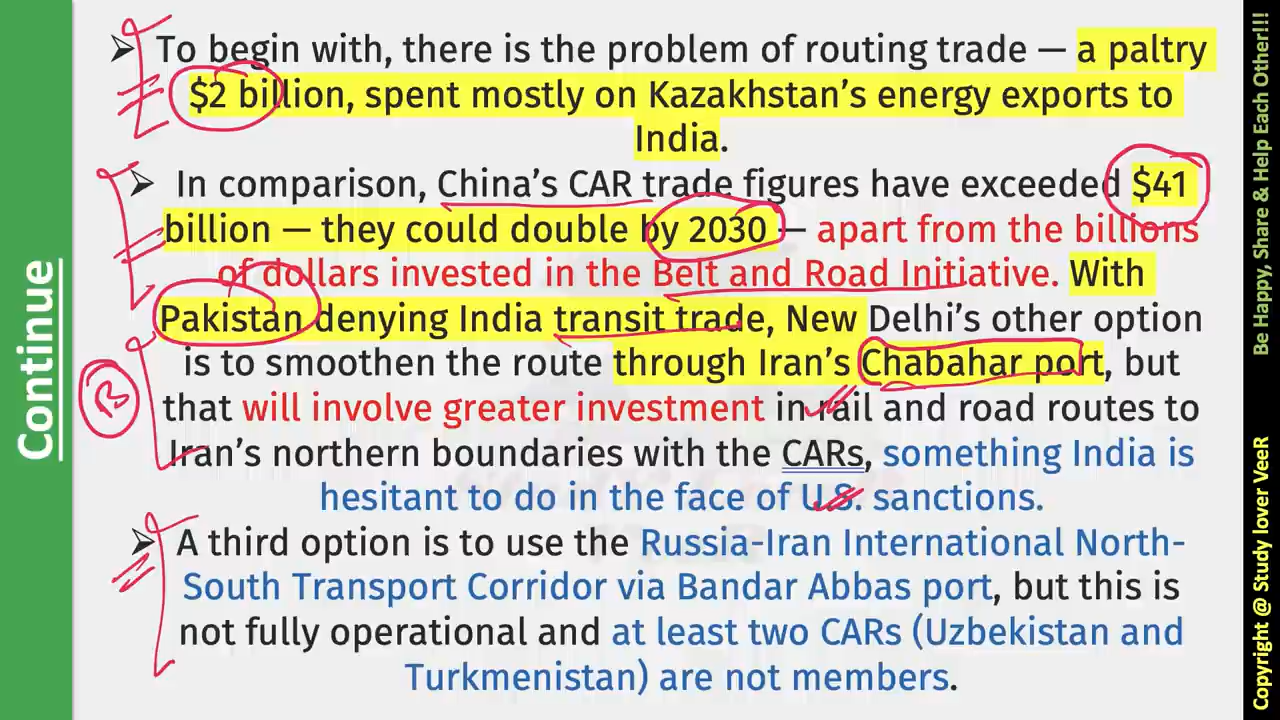 Continue
To begin with, there is the problem of routing trade — a paltry
$2 billion, spent mostly on Kazakhstan's energy exports to
India.
In comparison, China's CAR trade figures have exceeded $41
billion — they could double by 2030 — apart from the billions
of dollars invested in the Belt and Road Initiative. With
Pakistan denying India transit trade, New Delhi's other option
is to smoothen the route through Iran's Chabahar port, but
that will involve greater investment in rail and road routes to
Iran's northern boundaries with the CARs, something India is
hesitant to do in the face of U.S. sanctions.
A third option is to use the Russia-Iran International North-
South Transport Corridor via Bandar Abbas port, but this is
not fully operational and at least two CARs (Uzbekistan and
Turkmenistan) are not members.
Copyright @ Study lover VeeR
Be Happy, Share & Help Each Other!!!